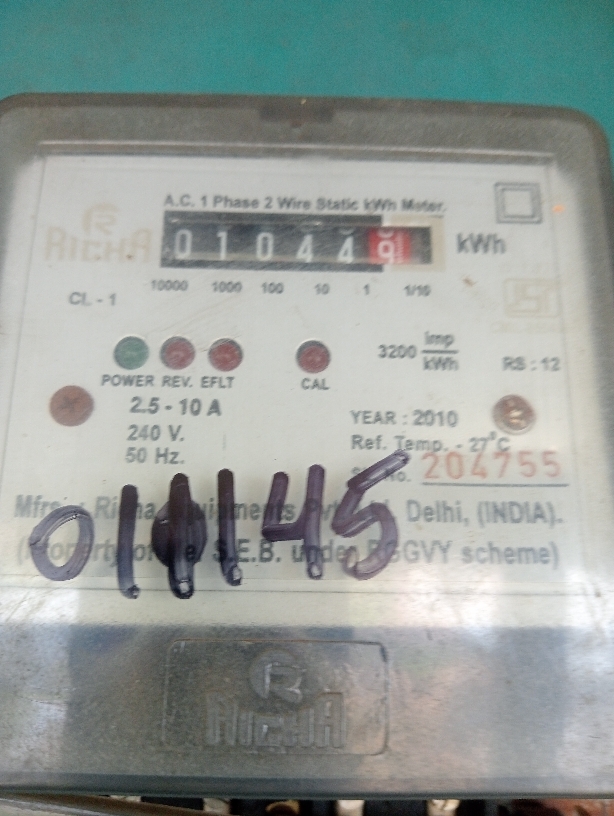 A.C. 1 Phase 2 Wire Static kWh Meter.
RICHA
0 1 0 4 4 9 kWh
10000 1000 100 10 1 1/10
CL - 1
3200 Imp/kWh
RS : 12
POWER REV. EFLT
CAL
2.5 - 10 A
240 V.
50 Hz.
YEAR : 2010
Ref. Temp. - 27°C
No. 204755
Delhi, (INDIA).
S.E.B. under RGGVY scheme)
RICHA